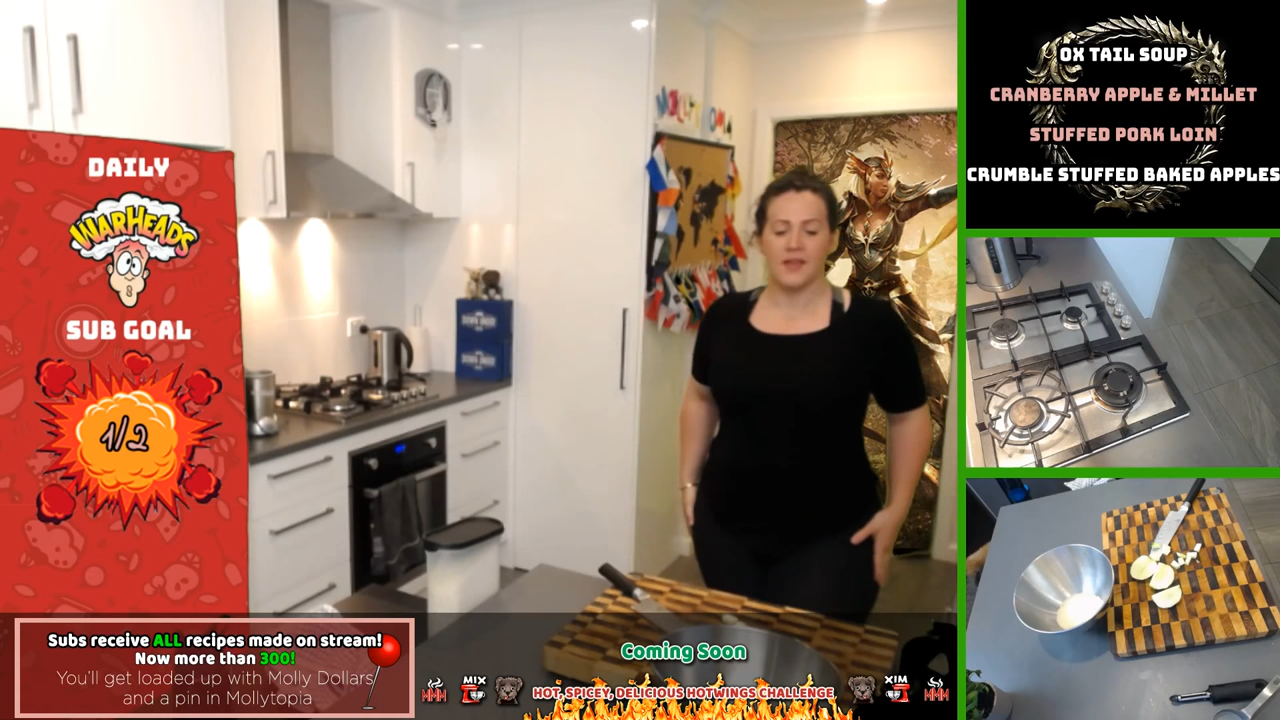 DAILY
WARHEADS
SUB GOAL
1/2
Subs receive ALL recipes made on stream!
Now more than 300!
You'll get loaded up with Molly Dollars
and a pin in Mollytopia
Coming Soon
MIX
HOT, SPICEY, DELICIOUS HOTWINGS CHALLENGE
XIM
OX TAIL SOUP
CRANBERRY APPLE & MILLET
STUFFED PORK LOIN
CRUMBLE STUFFED BAKED APPLES